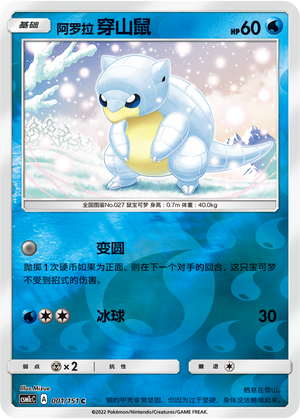 基础 阿罗拉 穿山鼠 HP60
全国图鉴No.027 鼠宝可梦 身高：0.7m 体重：40.0kg
变圆
抛掷1次硬币如果为正面，则在下一个对手的回合，这只宝可梦
不受到招式的伤害。
冰球 30
弱点 ×2 抗性 撤退
Illus. Mizue
CSM1cC A 001/151 C
©2022 Pokémon/Nintendo/Creatures/GAME FREAK.